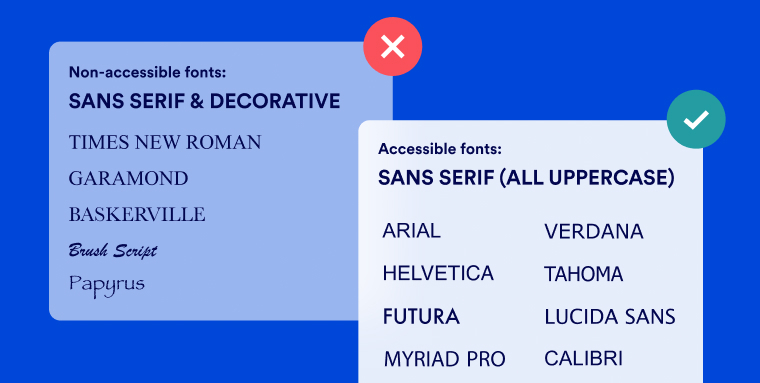 Non-accessible fonts:
SANS SERIF & DECORATIVE
TIMES NEW ROMAN
GARAMOND
BASKERVILLE
Brush Script
Papyrus
Accessible fonts:
SANS SERIF (ALL UPPERCASE)
ARIAL
HELVETICA
FUTURA
MYRIAD PRO
VERDANA
TAHOMA
LUCIDA SANS
CALIBRI